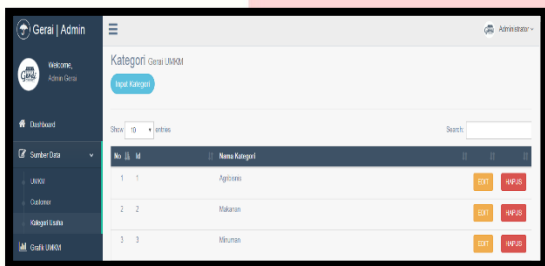 Gerai | Admin
Administrator
Welcome,
Admin Gerai
Kategori Gerai UMKM
Input Kategori
Dashboard
Show 10 entries
Search:
Sumber Data
No Id Nama Kategori
UMKM
1 1 Agribisnis EDIT HAPUS
Customer
Kategori Usaha
2 2 Makanan EDIT HAPUS
Grafik UMKM
3 3 Minuman EDIT HAPUS